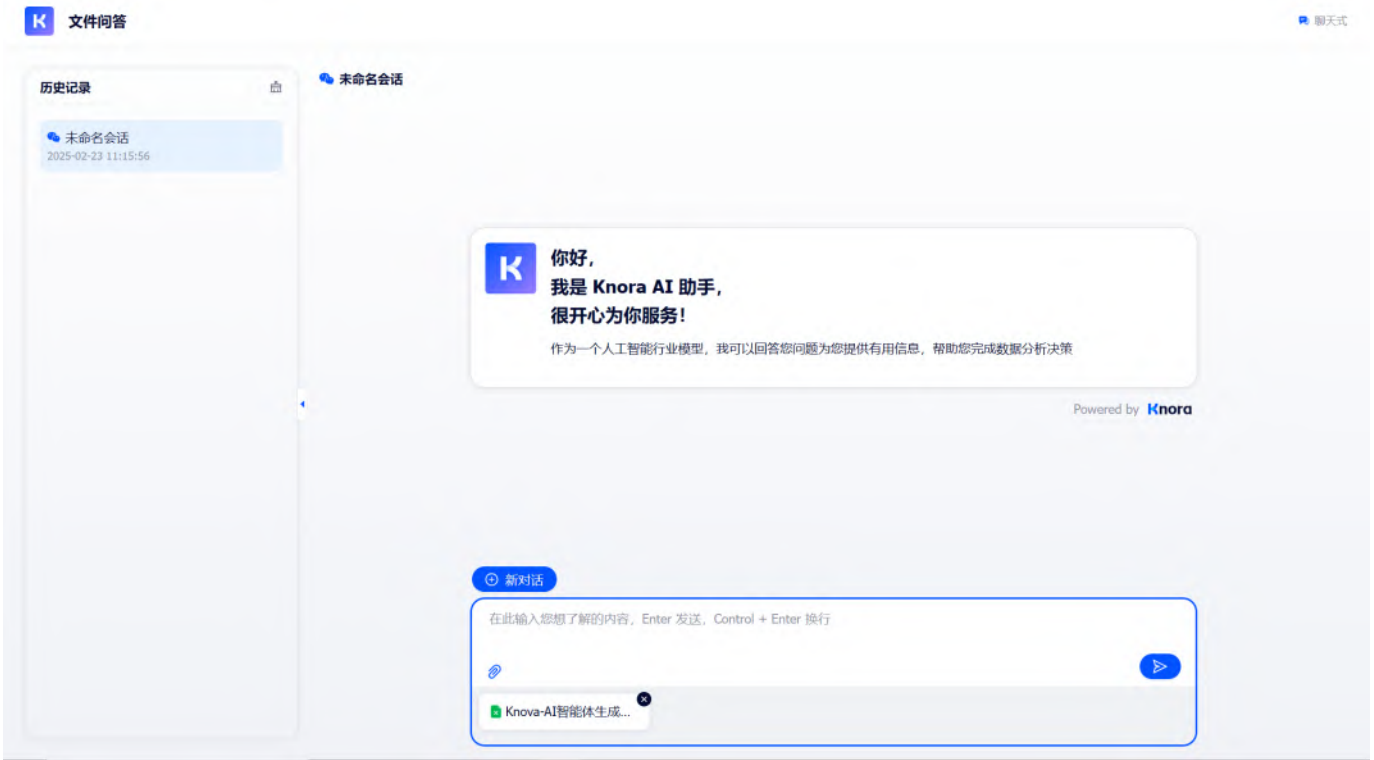 文件问答
聊天式
历史记录
未命名会话
2025-02-23 11:15:56
未命名会话
你好，
我是 Knora AI 助手，
很开心为你服务！
作为一个人工智能行业模型，我可以回答您问题为您提供有用信息，帮助您完成数据分析决策
Powered by Knora
新对话
在此输入您想了解的内容，Enter 发送，Control + Enter 换行
Knova-AI智能体生成...